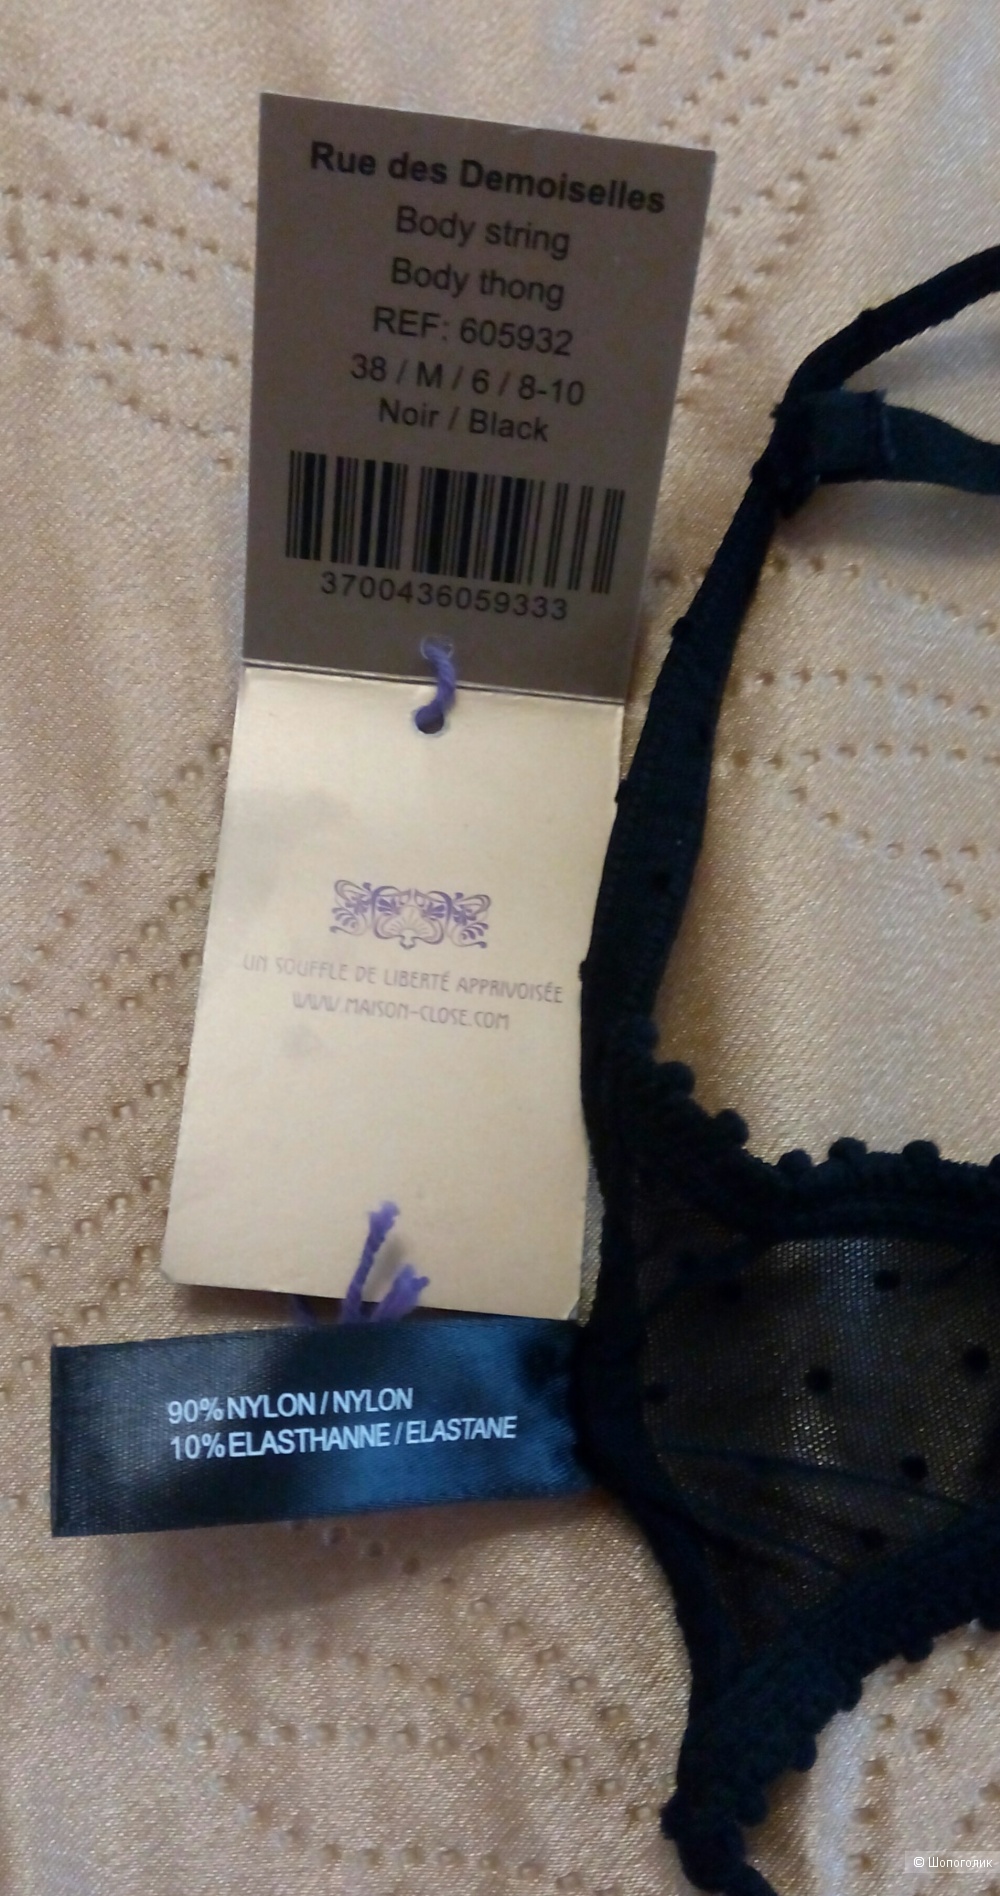 Rue des Demoiselles
Body string
Body thong
REF: 605932
38 / M / 6 / 8-10
Noir / Black
3700436059333
UN SOUFFLE DE LIBERTÉ APPRIVOISÉE
WWW.MAISON-CLOSE.COM
90% NYLON / NYLON
10% ELASTHANNE / ELASTANE
© Шопоголик